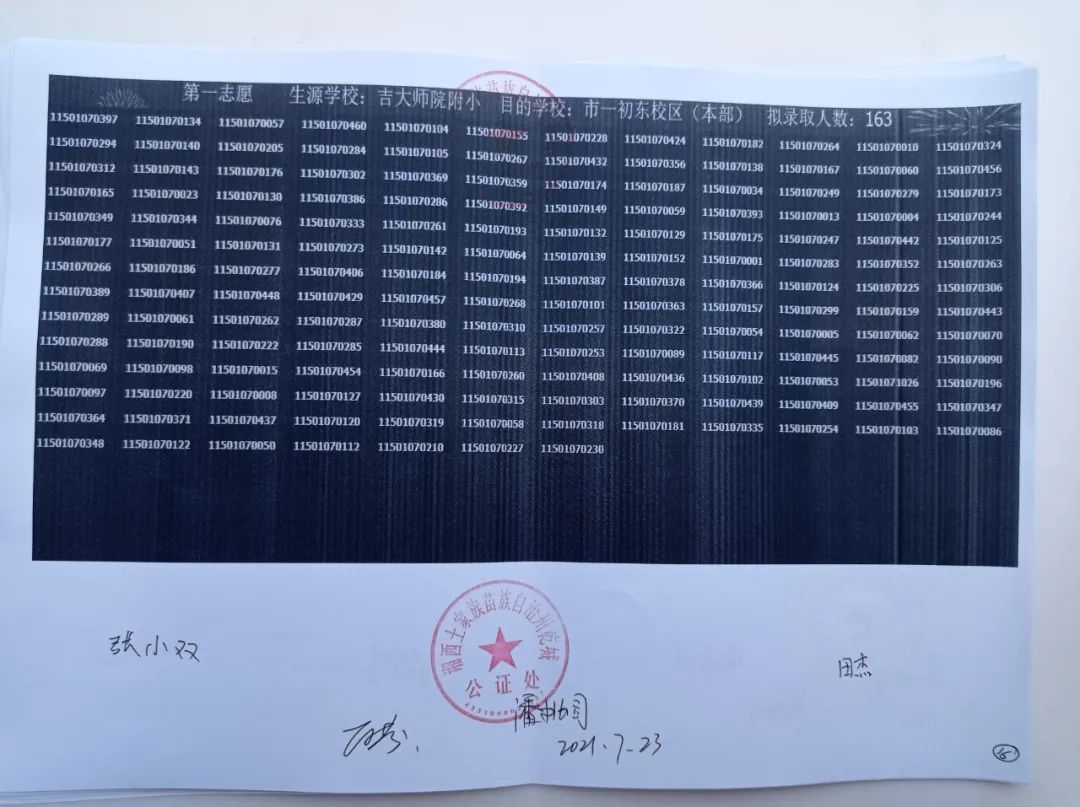 第一志愿 生源学校：吉大师院附小 目的学校：市一初东校区（本部） 拟录取人数：163
11501070397 11501070134 11501070057 11501070460 11501070104 11501070155 11501070228 11501070424 11501070182 11501070264 11501070010 11501070324
11501070294 11501070140 11501070205 11501070284 11501070105 11501070267 11501070432 11501070356 11501070138 11501070167 11501070060 11501070456
11501070312 11501070143 11501070176 11501070302 11501070369 11501070359 11501070174 11501070187 11501070034 11501070249 11501070279 11501070173
11501070165 11501070023 11501070130 11501070386 11501070286 11501070392 11501070149 11501070059 11501070393 11501070013 11501070004 11501070244
11501070349 11501070344 11501070076 11501070333 11501070261 11501070193 11501070132 11501070129 11501070175 11501070247 11501070442 11501070125
11501070177 11501070051 11501070131 11501070273 11501070142 11501070064 11501070139 11501070152 11501070001 11501070283 11501070352 11501070263
11501070266 11501070186 11501070277 11501070406 11501070184 11501070194 11501070387 11501070378 11501070366 11501070124 11501070225 11501070306
11501070389 11501070407 11501070448 11501070429 11501070457 11501070268 11501070101 11501070363 11501070157 11501070299 11501070159 11501070443
11501070289 11501070061 11501070262 11501070287 11501070380 11501070310 11501070257 11501070322 11501070054 11501070005 11501070062 11501070070
11501070288 11501070190 11501070222 11501070285 11501070444 11501070113 11501070253 11501070089 11501070117 11501070445 11501070082 11501070090
11501070069 11501070098 11501070015 11501070454 11501070166 11501070260 11501070408 11501070436 11501070102 11501070053 11501071026 11501070196
11501070097 11501070220 11501070008 11501070127 11501070430 11501070315 11501070303 11501070370 11501070439 11501070409 11501070455 11501070347
11501070364 11501070371 11501070437 11501070120 11501070319 11501070058 11501070318 11501070181 11501070335 11501070254 11501070103 11501070086
11501070348 11501070122 11501070050 11501070112 11501070210 11501070227 11501070230
湘西土家族苗族自治州乾城
公证处
张小双
田杰
2021.7-23